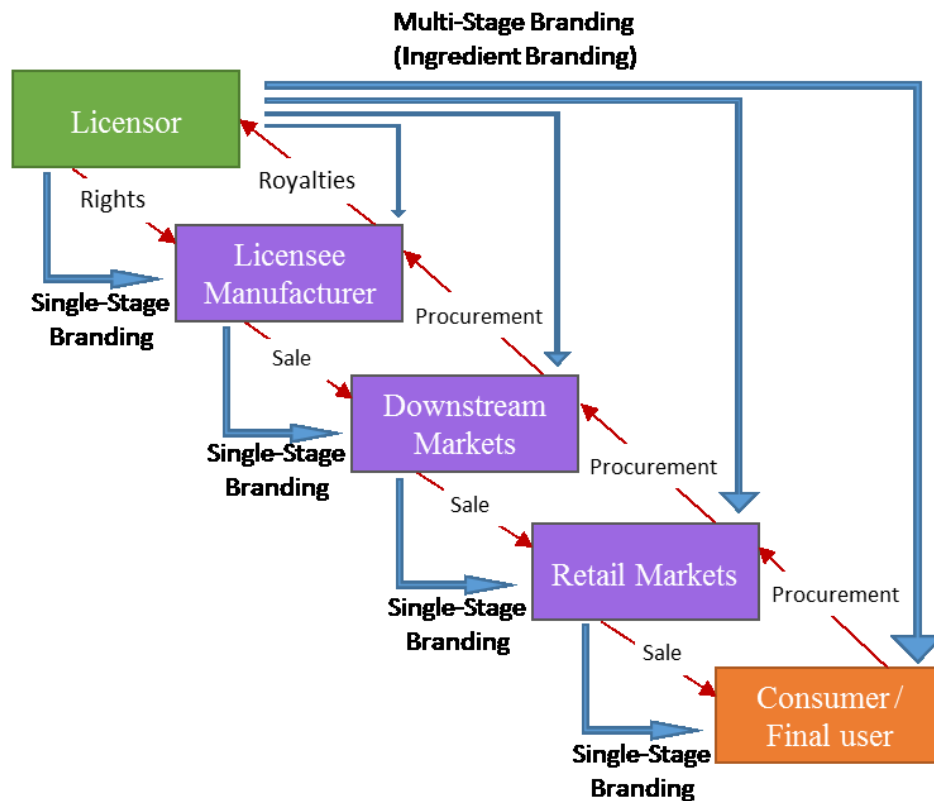 Multi-Stage Branding
(Ingredient Branding)
Licensor
Royalties
Rights
Licensee
Manufacturer
Single-Stage
Branding
Procurement
Sale
Downstream
Markets
Single-Stage
Branding
Procurement
Sale
Retail Markets
Single-Stage
Branding
Procurement
Sale
Consumer /
Final user
Single-Stage
Branding